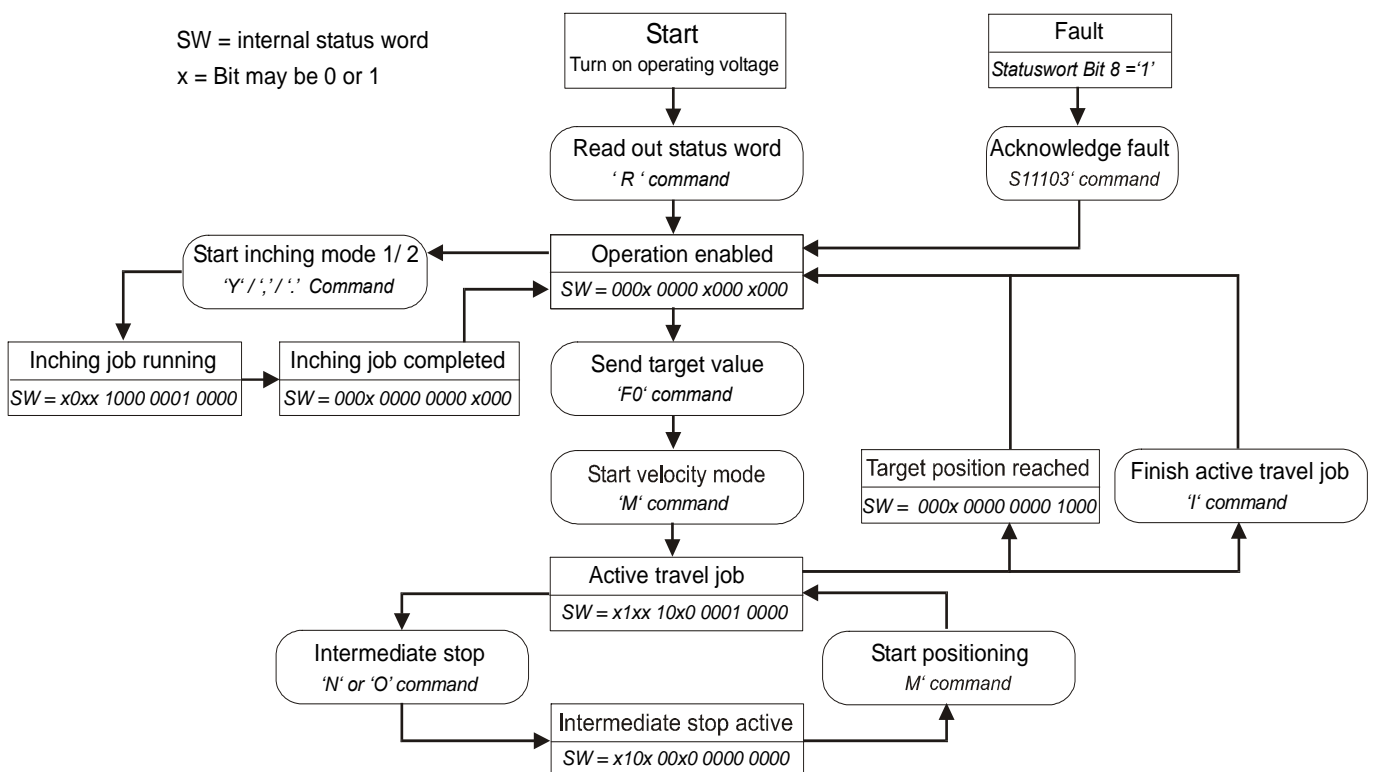 SW = internal status word
x = Bit may be 0 or 1
Start
Turn on operating voltage
Fault
Statuswort Bit 8 =‘1’
Read out status word
‘ R ‘ command
Acknowledge fault
S11103‘ command
Start inching mode 1/ 2
‘Y‘ / ‘,’ / ‘.’ Command
Operation enabled
SW = 000x 0000 x000 x000
Inching job running
SW = x0xx 1000 0001 0000
Inching job completed
SW = 000x 0000 0000 x000
Send target value
‘F0‘ command
Start velocity mode
‘M‘ command
Target position reached
SW = 000x 0000 0000 1000
Finish active travel job
‘I‘ command
Active travel job
SW = x1xx 10x0 0001 0000
Intermediate stop
‘N‘ or ‘O’ command
Start positioning
M‘ command
Intermediate stop active
SW = x10x 00x0 0000 0000